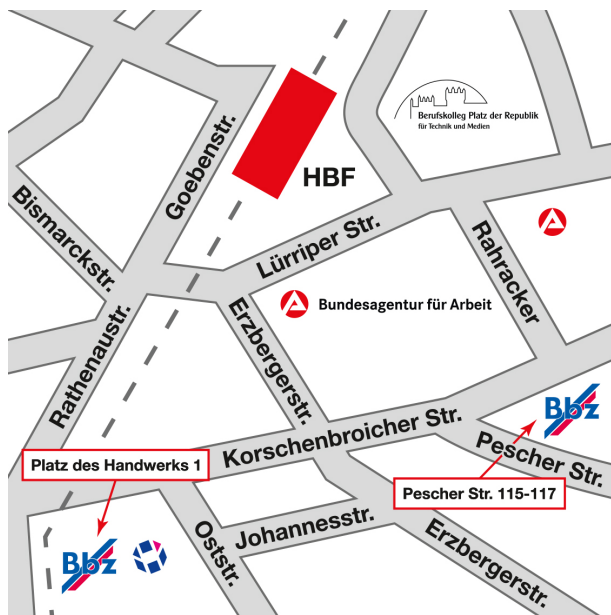 Berufskolleg Platz der Republik
für Technik und Medien
Goebenstr.
HBF
Bismarckstr.
Lürriper Str.
Rahracker
Bundesagentur für Arbeit
Rathenaustr.
Erzbergerstr.
Bbz
Korschenbroicher Str.
Pescher Str.
Platz des Handwerks 1
Pescher Str. 115-117
Johannesstr.
Oststr.
Erzbergerstr.
Bbz